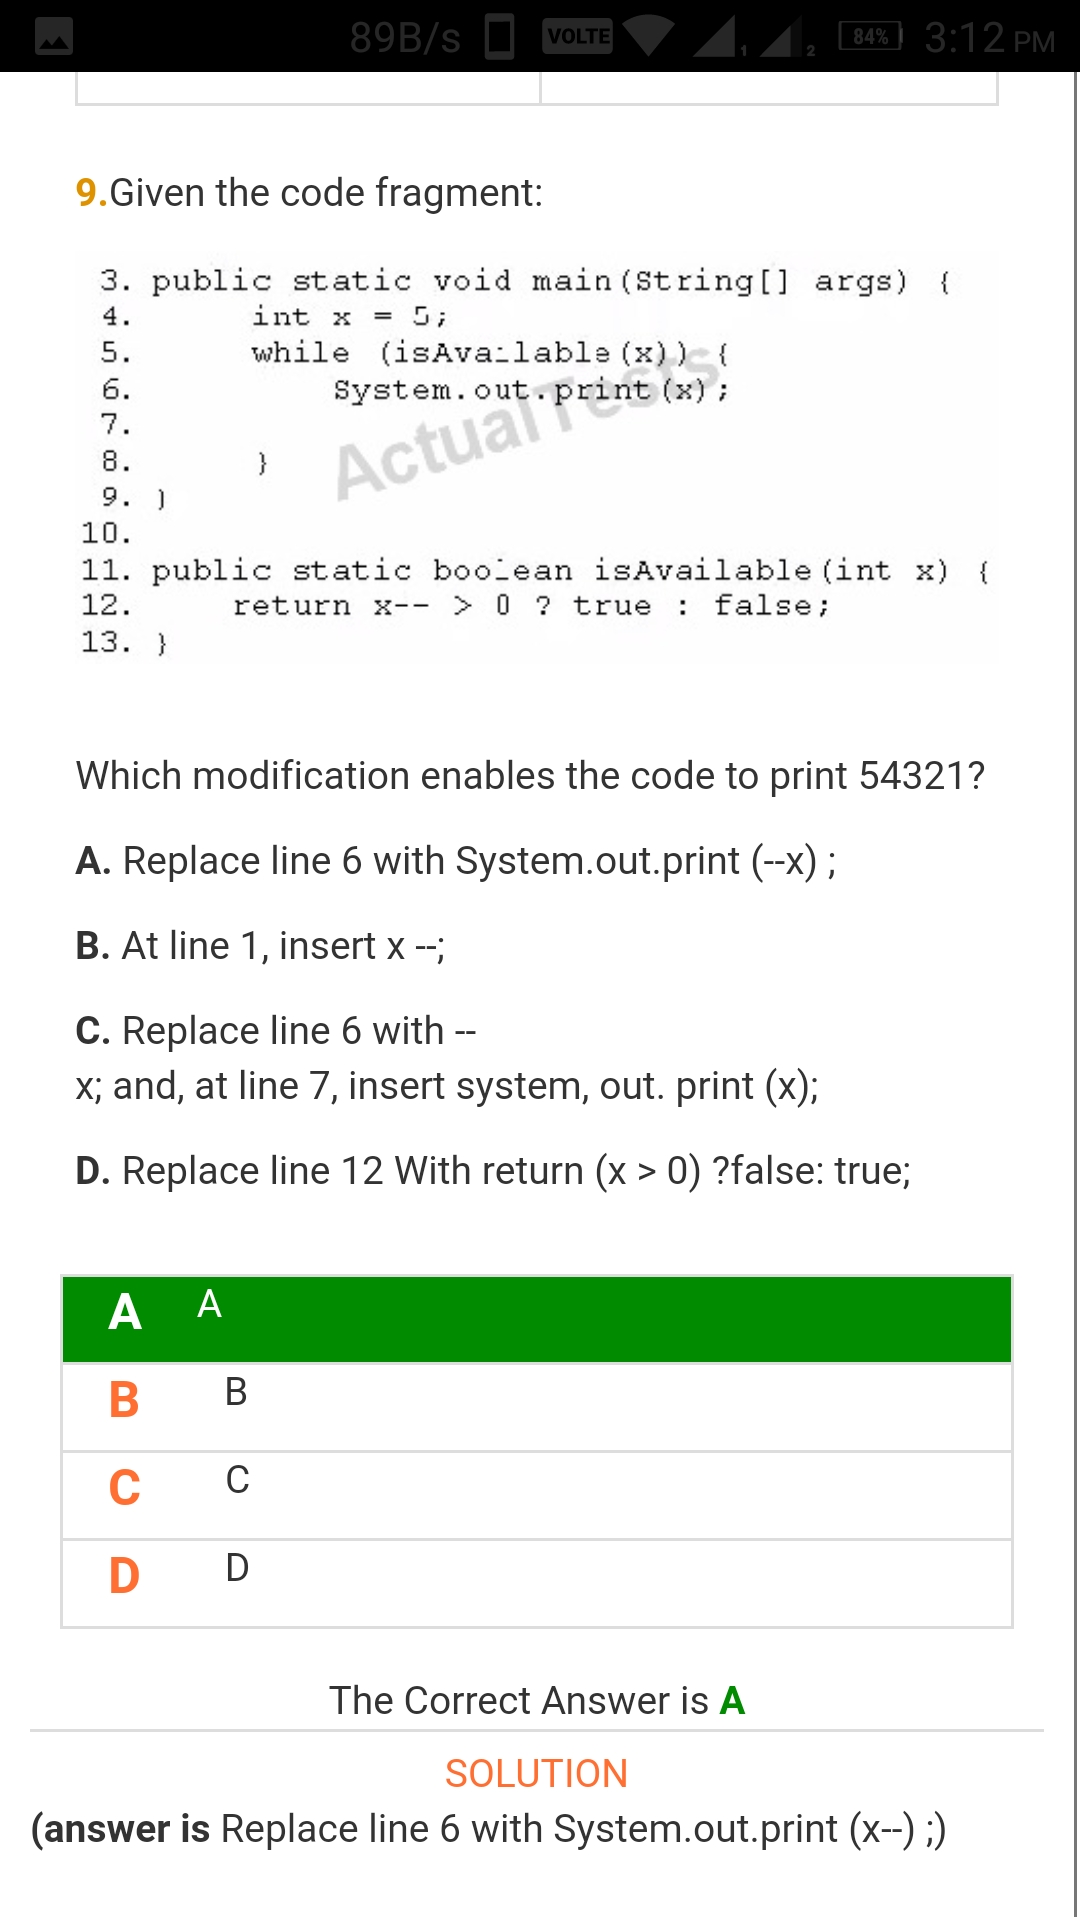 89B/s VOLTE 1 2 84% 3:12 PM
9.Given the code fragment:
3. public static void main(String[] args) {
4. int x = 5;
5. while (isAvailable(x)) {
6. System.out.print(x);
7.
8. }
9. }
10.
11. public static boolean isAvailable(int x) {
12. return x-- > 0 ? true : false;
13. }
ActualTests
Which modification enables the code to print 54321?
A. Replace line 6 with System.out.print (--x) ;
B. At line 1, insert x --;
C. Replace line 6 with --
x; and, at line 7, insert system, out. print (x);
D. Replace line 12 With return (x > 0) ?false: true;
A A
B B
C C
D D
The Correct Answer is A
SOLUTION
(answer is Replace line 6 with System.out.print (x--) ;)